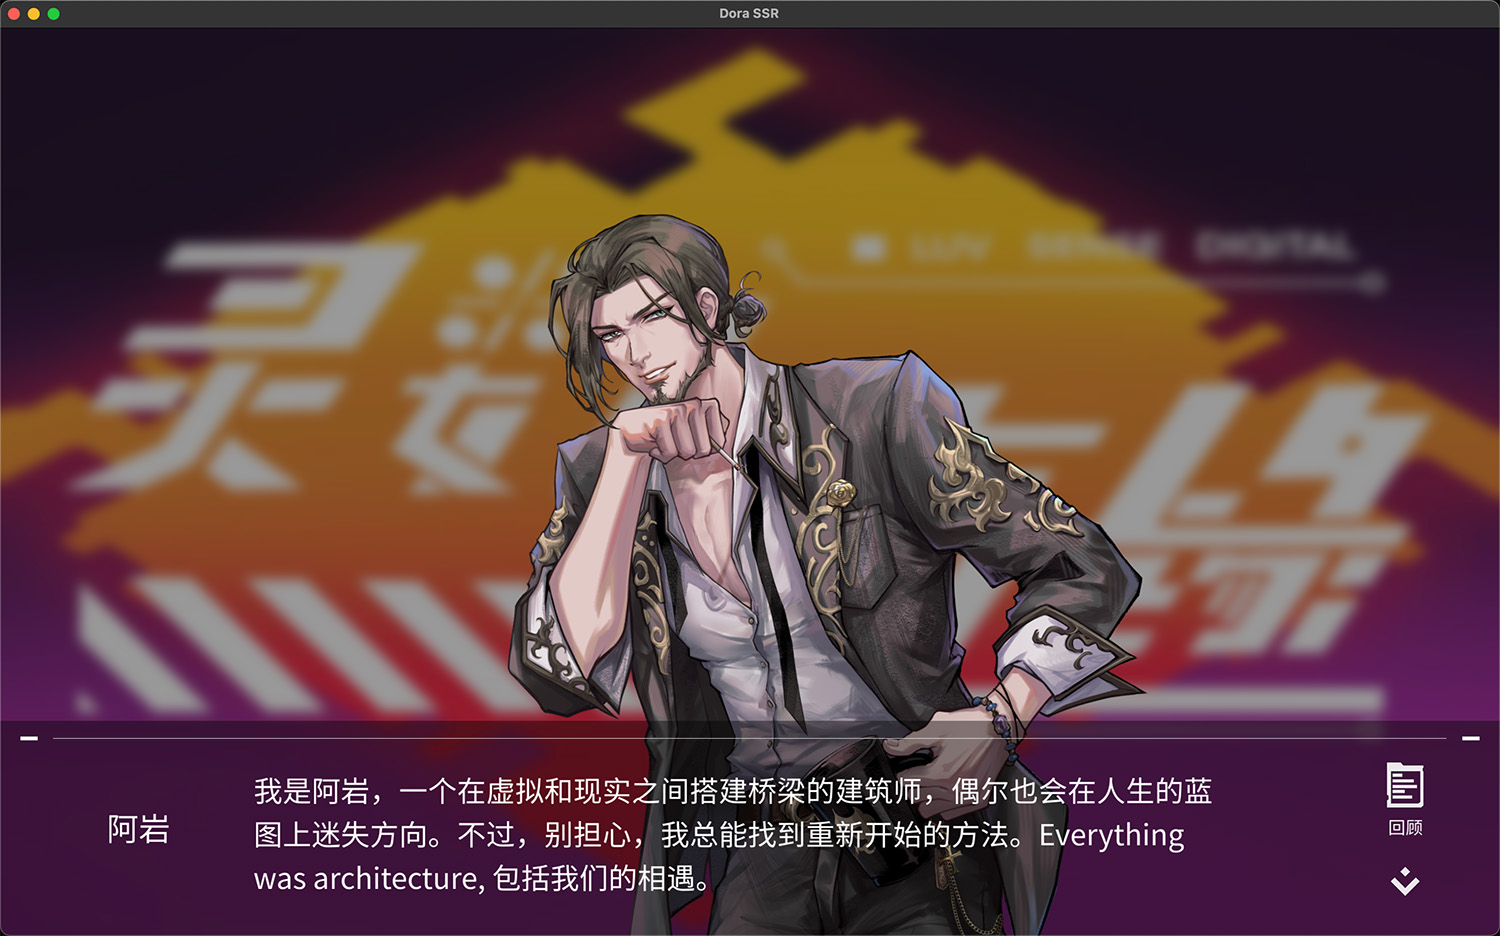 Dora SSR
LUV SENSE DIGITAL
阿岩
我是阿岩，一个在虚拟和现实之间搭建桥梁的建筑师，偶尔也会在人生的蓝
图上迷失方向。不过，别担心，我总能找到重新开始的方法。Everything
was architecture, 包括我们的相遇。
回顾